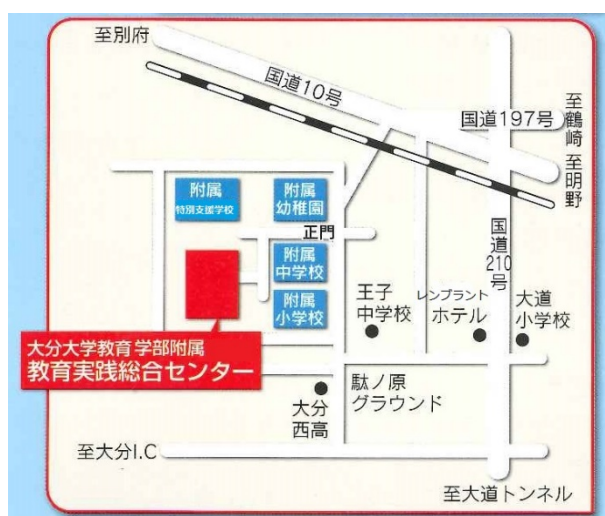 至別府
国道10号
国道197号
至鶴崎
至明野
附属
特別支援学校
附属
幼稚園
正門
国道210号
附属
中学校
附属
小学校
王子
中学校
レンブラント
ホテル
大道
小学校
大分大学教育学部附属
教育実践総合センター
大分
西高
駄ノ原
グラウンド
至大分I.C
至大道トンネル